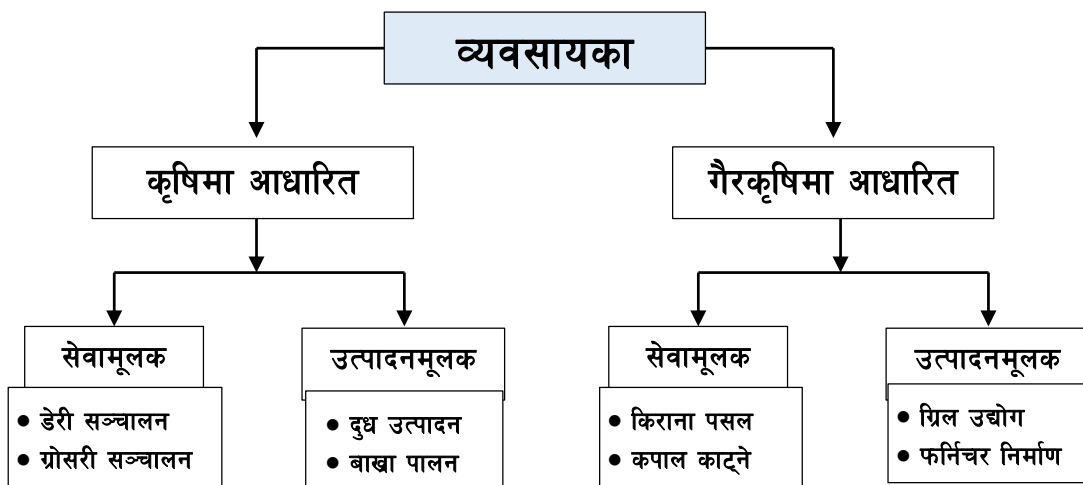 व्यवसायका
कृषिमा आधारित
गैरकृषिमा आधारित
सेवामूलक
• डेरी सञ्चालन
• ग्रोसरी सञ्चालन
उत्पादनमूलक
• दुध उत्पादन
• बाख्रा पालन
सेवामूलक
• किराना पसल
• कपाल काट्ने
उत्पादनमूलक
• ग्रिल उद्योग
• फर्निचर निर्माण